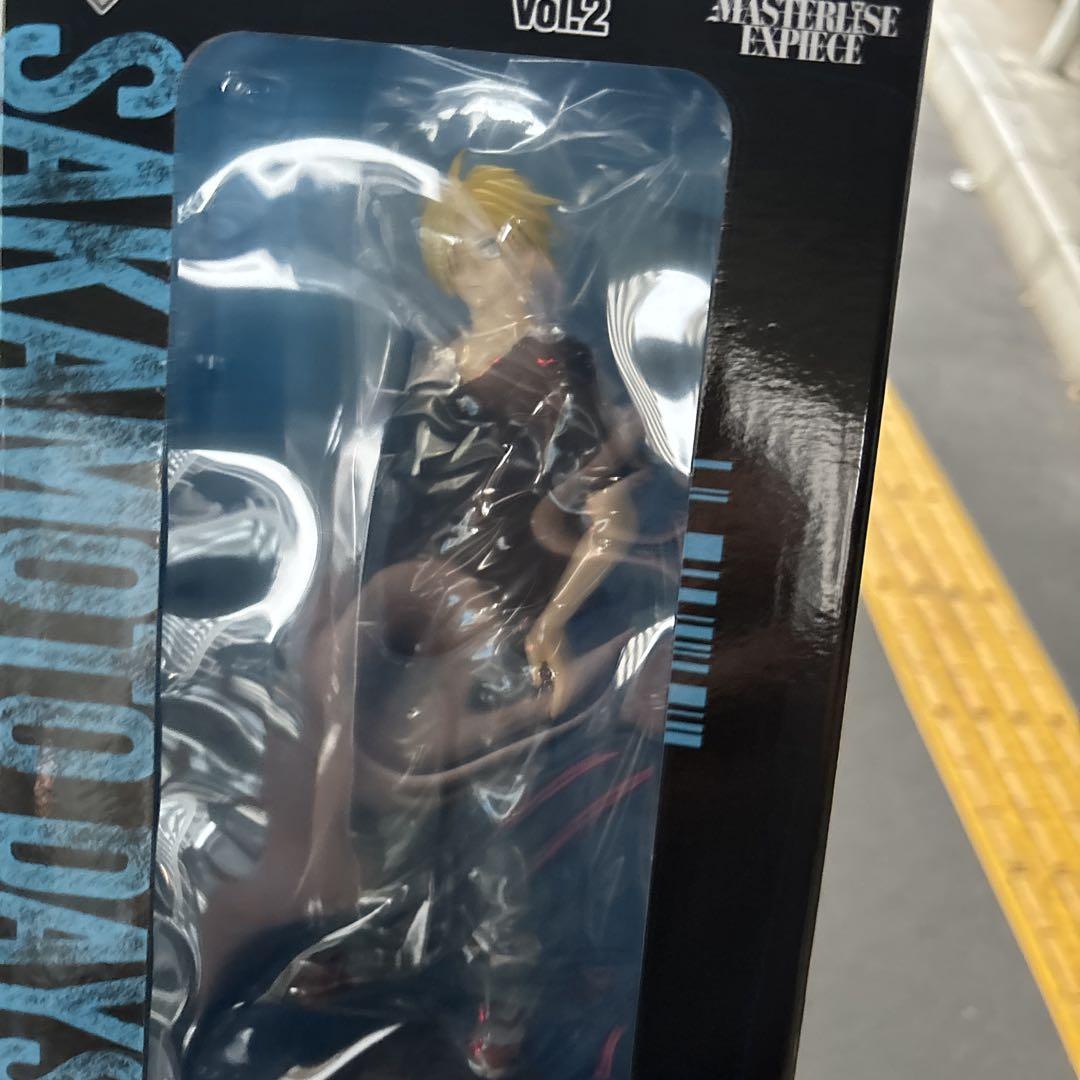 vol.2
MASTERLISE
EXPIECE
SAKAMOTO DAYS